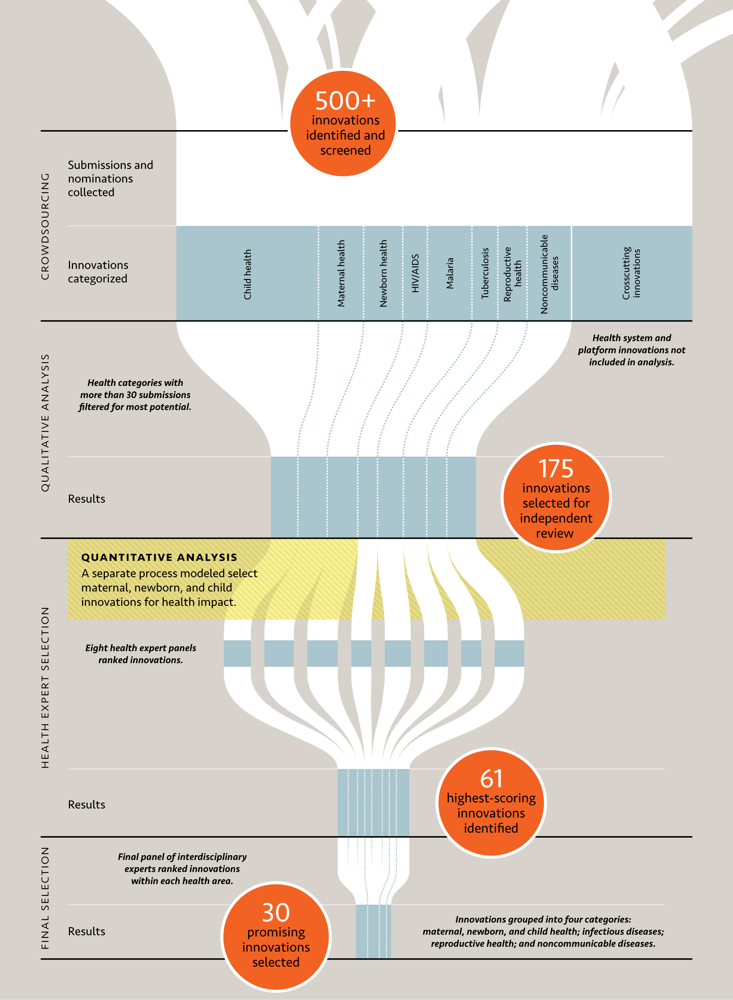 500+
innovations
identified and
screened
CROWDSOURCING
Submissions and
nominations
collected
Innovations
categorized
Child health
Maternal health
Newborn health
HIV/AIDS
Malaria
Tuberculosis
Reproductive
health
Noncommunicable
diseases
Crosscutting
innovations
QUALITATIVE ANALYSIS
Health system and
platform innovations not
included in analysis.
Health categories with
more than 30 submissions
filtered for most potential.
Results
175
innovations
selected for
independent
review
HEALTH EXPERT SELECTION
QUANTITATIVE ANALYSIS
A separate process modeled select
maternal, newborn, and child
innovations for health impact.
Eight health expert panels
ranked innovations.
Results
61
highest-scoring
innovations
identified
FINAL SELECTION
Final panel of interdisciplinary
experts ranked innovations
within each health area.
Results
30
promising
innovations
selected
Innovations grouped into four categories:
maternal, newborn, and child health; infectious diseases;
reproductive health; and noncommunicable diseases.